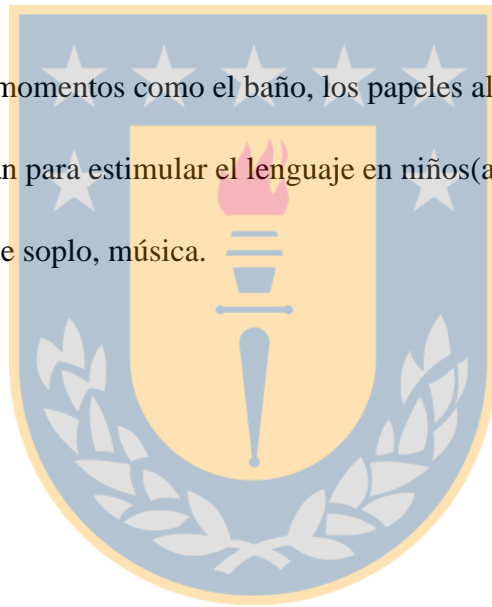 momentos como el baño, los papeles al
para estimular el lenguaje en niños(a
soplo, música.